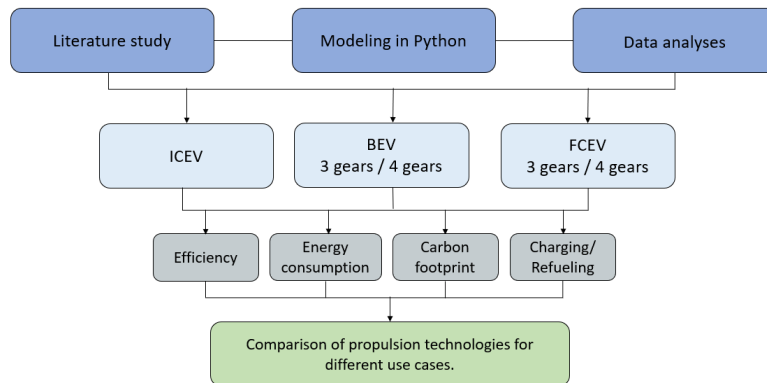 Literature study
Modeling in Python
Data analyses
ICEV
BEV
3 gears / 4 gears
FCEV
3 gears / 4 gears
Efficiency
Energy
consumption
Carbon
footprint
Charging/
Refueling
Comparison of propulsion technologies for
different use cases.